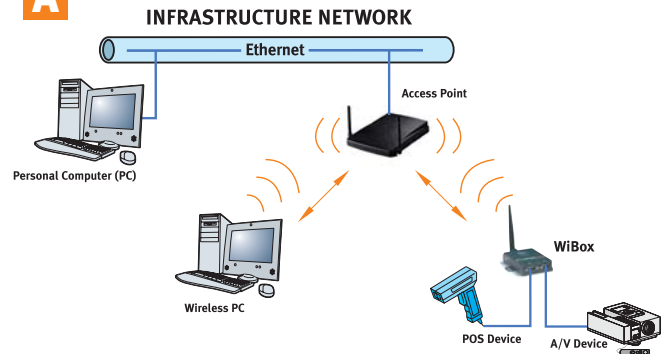 A
INFRASTRUCTURE NETWORK
Ethernet
Access Point
Personal Computer (PC)
Wireless PC
WiBox
POS Device
A/V Device